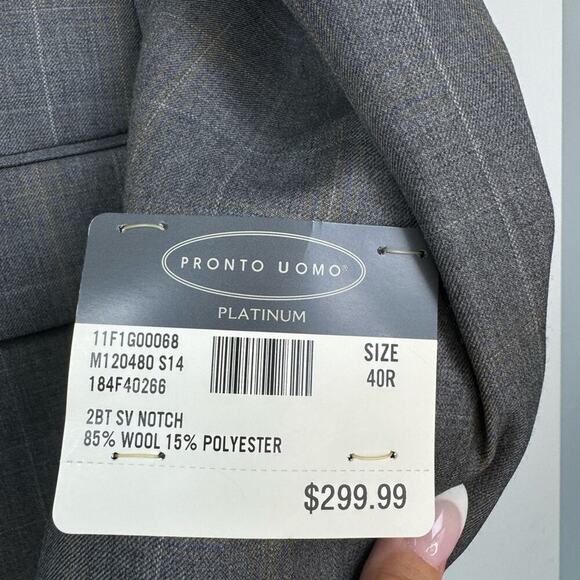 PRONTO UOMO®
PLATINUM
11F1G00068
M120480 S14
184F40266
SIZE
40R
2BT SV NOTCH
85% WOOL 15% POLYESTER
$299.99